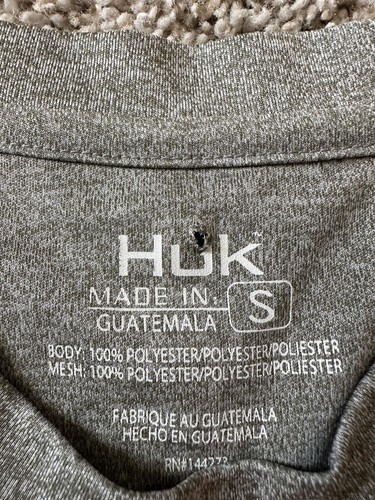 HUK™
MADE IN: S
GUATEMALA
BODY: 100% POLYESTER/POLYESTER/POLIESTER
MESH: 100% POLYESTER/POLYESTER/POLIESTER
FABRIQUE AU GUATEMALA
HECHO EN GUATEMALA